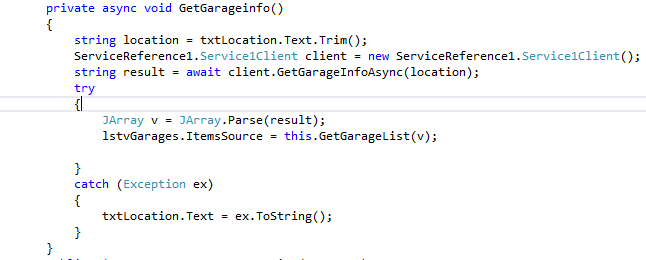 private async void GetGarageinfo()
{
string location = txtLocation.Text.Trim();
ServiceReference1.Service1Client client = new ServiceReference1.Service1Client();
string result = await client.GetGarageInfoAsync(location);
try
{
JArray v = JArray.Parse(result);
lstvGarages.ItemsSource = this.GetGarageList(v);
}
catch (Exception ex)
{
txtLocation.Text = ex.ToString();
}
}